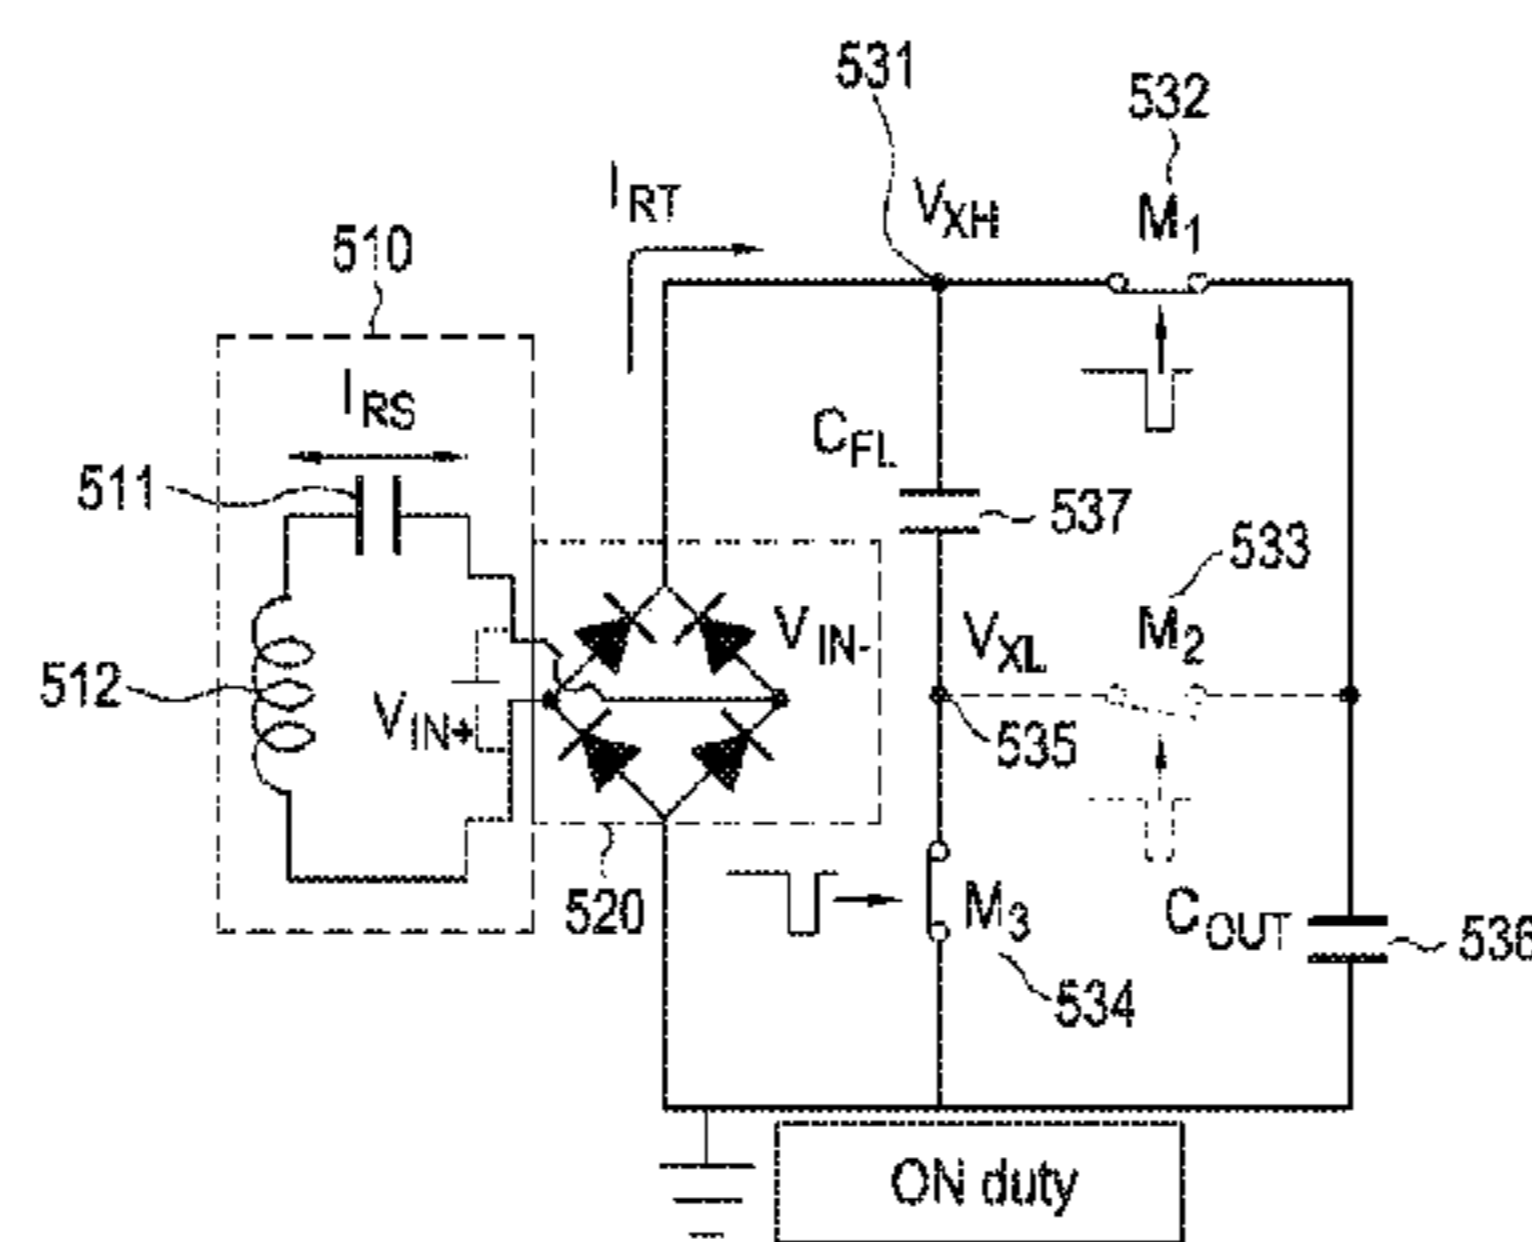 531
532
I_RT
V_XH
M_1
510
I_RS
C_FL
511
537
533
V_IN-
V_XL
M_2
512
V_IN+
535
520
M_3
C_OUT
536
534
ON duty